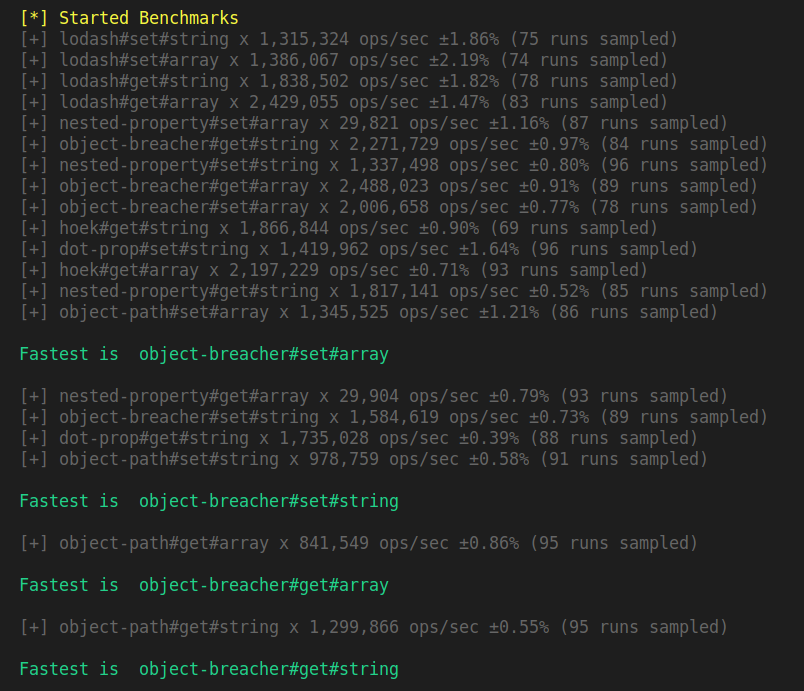 [*] Started Benchmarks
[+] lodash#set#string x 1,315,324 ops/sec ±1.86% (75 runs sampled)
[+] lodash#set#array x 1,386,067 ops/sec ±2.19% (74 runs sampled)
[+] lodash#get#string x 1,838,502 ops/sec ±1.82% (78 runs sampled)
[+] lodash#get#array x 2,429,055 ops/sec ±1.47% (83 runs sampled)
[+] nested-property#set#array x 29,821 ops/sec ±1.16% (87 runs sampled)
[+] object-breacher#get#string x 2,271,729 ops/sec ±0.97% (84 runs sampled)
[+] nested-property#set#string x 1,337,498 ops/sec ±0.80% (96 runs sampled)
[+] object-breacher#get#array x 2,488,023 ops/sec ±0.91% (89 runs sampled)
[+] object-breacher#set#array x 2,006,658 ops/sec ±0.77% (78 runs sampled)
[+] hoek#get#string x 1,866,844 ops/sec ±0.90% (69 runs sampled)
[+] dot-prop#set#string x 1,419,962 ops/sec ±1.64% (96 runs sampled)
[+] hoek#get#array x 2,197,229 ops/sec ±0.71% (93 runs sampled)
[+] nested-property#get#string x 1,817,141 ops/sec ±0.52% (85 runs sampled)
[+] object-path#set#array x 1,345,525 ops/sec ±1.21% (86 runs sampled)
Fastest is  object-breacher#set#array
[+] nested-property#get#array x 29,904 ops/sec ±0.79% (93 runs sampled)
[+] object-breacher#set#string x 1,584,619 ops/sec ±0.73% (89 runs sampled)
[+] dot-prop#get#string x 1,735,028 ops/sec ±0.39% (88 runs sampled)
[+] object-path#set#string x 978,759 ops/sec ±0.58% (91 runs sampled)
Fastest is  object-breacher#set#string
[+] object-path#get#array x 841,549 ops/sec ±0.86% (95 runs sampled)
Fastest is  object-breacher#get#array
[+] object-path#get#string x 1,299,866 ops/sec ±0.55% (95 runs sampled)
Fastest is  object-breacher#get#string